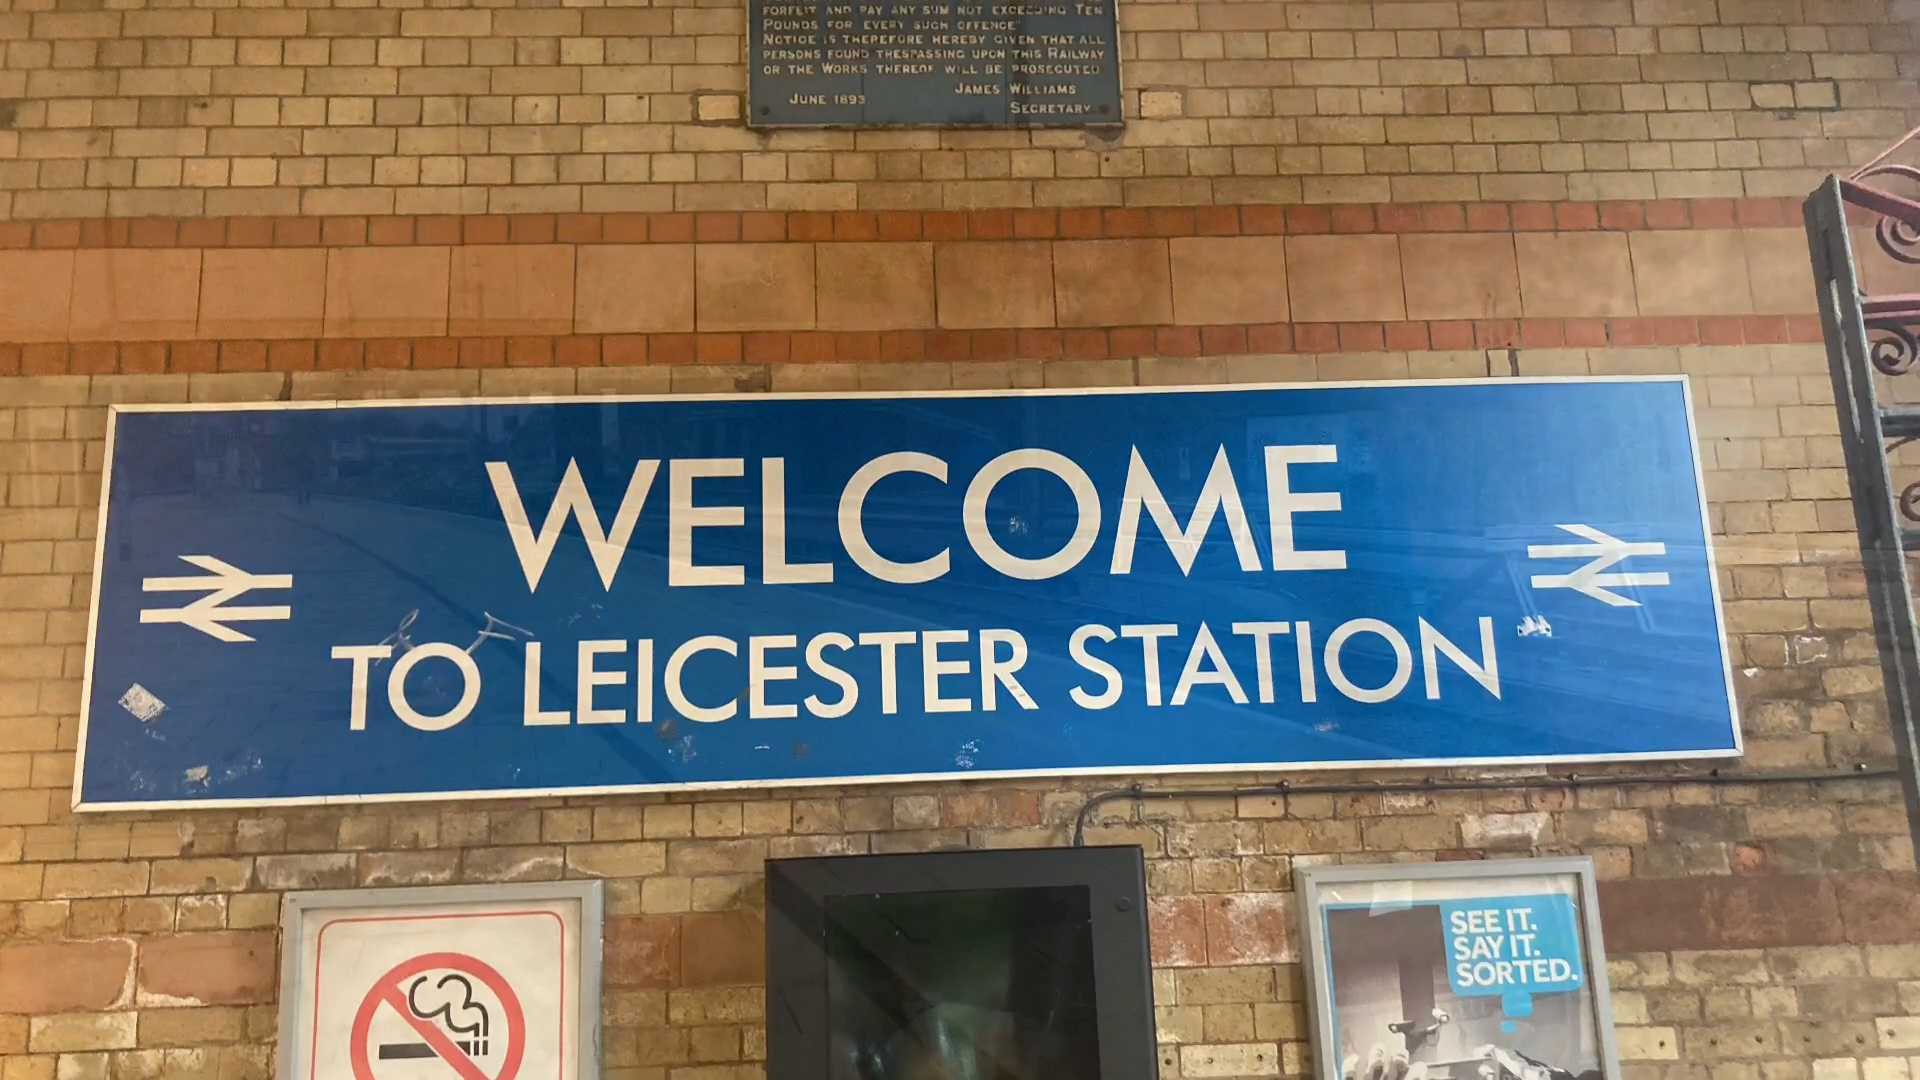 FORFEIT AND PAY ANY SUM NOT EXCEEDING TEN
POUNDS FOR EVERY SUCH OFFENCE"
NOTICE IS THEREFORE HEREBY GIVEN THAT ALL
PERSONS FOUND TRESPASSING UPON THIS RAILWAY
OR THE WORKS THEREOF WILL BE PROSECUTED
JAMES WILLIAMS
JUNE 1893
SECRETARY
WELCOME
TO LEICESTER STATION
SEE IT.
SAY IT.
SORTED.